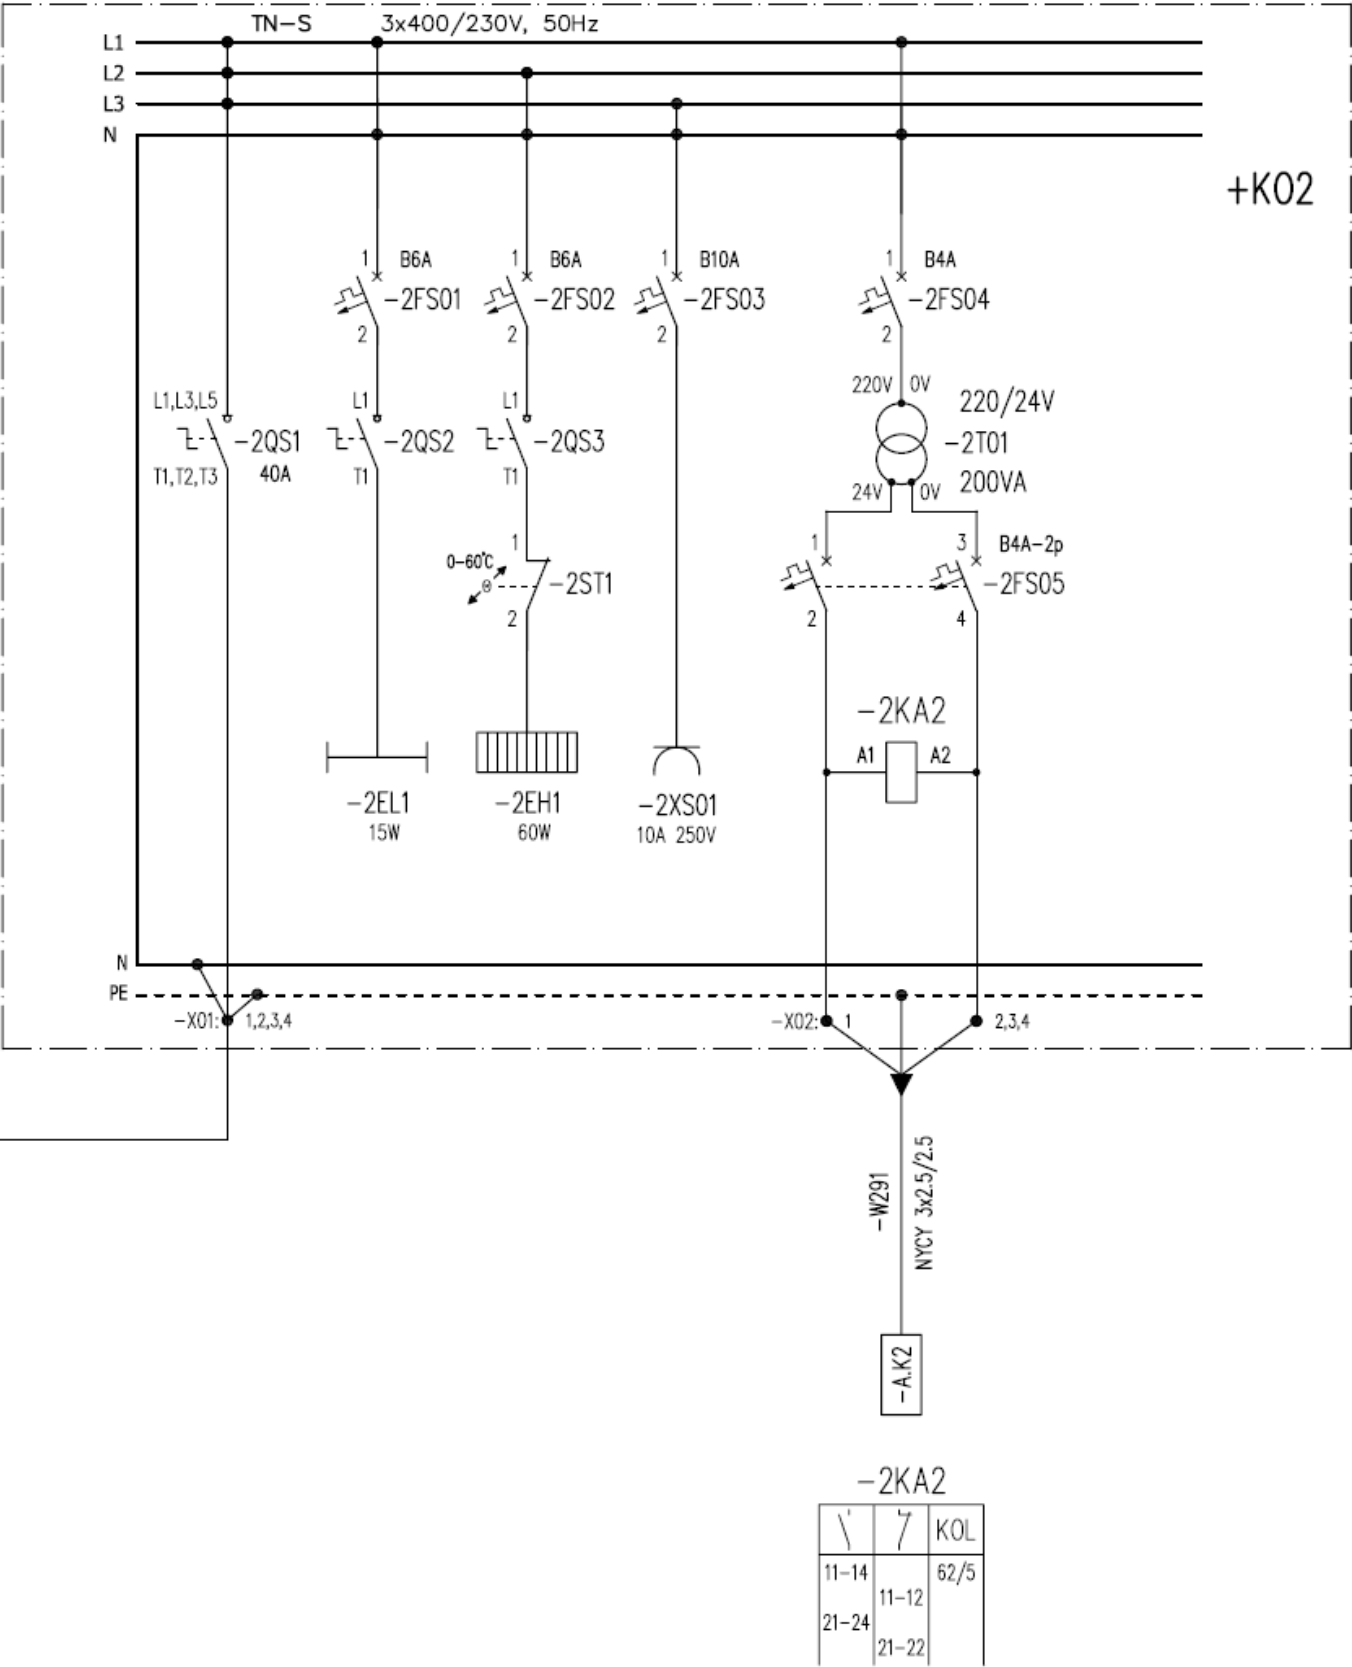 TN-S 3x400/230V, 50Hz
L1
L2
L3
N
+K02
1 B6A
-2FS01
2
1 B6A
-2FS02
2
1 B10A
-2FS03
2
1 B4A
-2FS04
2
L1,L3,L5
-2QS1
T1,T2,T3 40A
L1
-2QS2
T1
L1
-2QS3
T1
220V 0V
220/24V
-2T01
24V 0V 200VA
1
0-60°C
-2ST1
2
1
2
3 B4A-2p
-2FS05
4
-2KA2
A1 A2
-2EL1
15W
-2EH1
60W
-2XS01
10A 250V
N
PE
-X01: 1,2,3,4
-X02: 1
2,3,4
-W291
NYCY 3x2.5/2.5
-A.K2
-2KA2
KOL
11-14 62/5
11-12
21-24
21-22